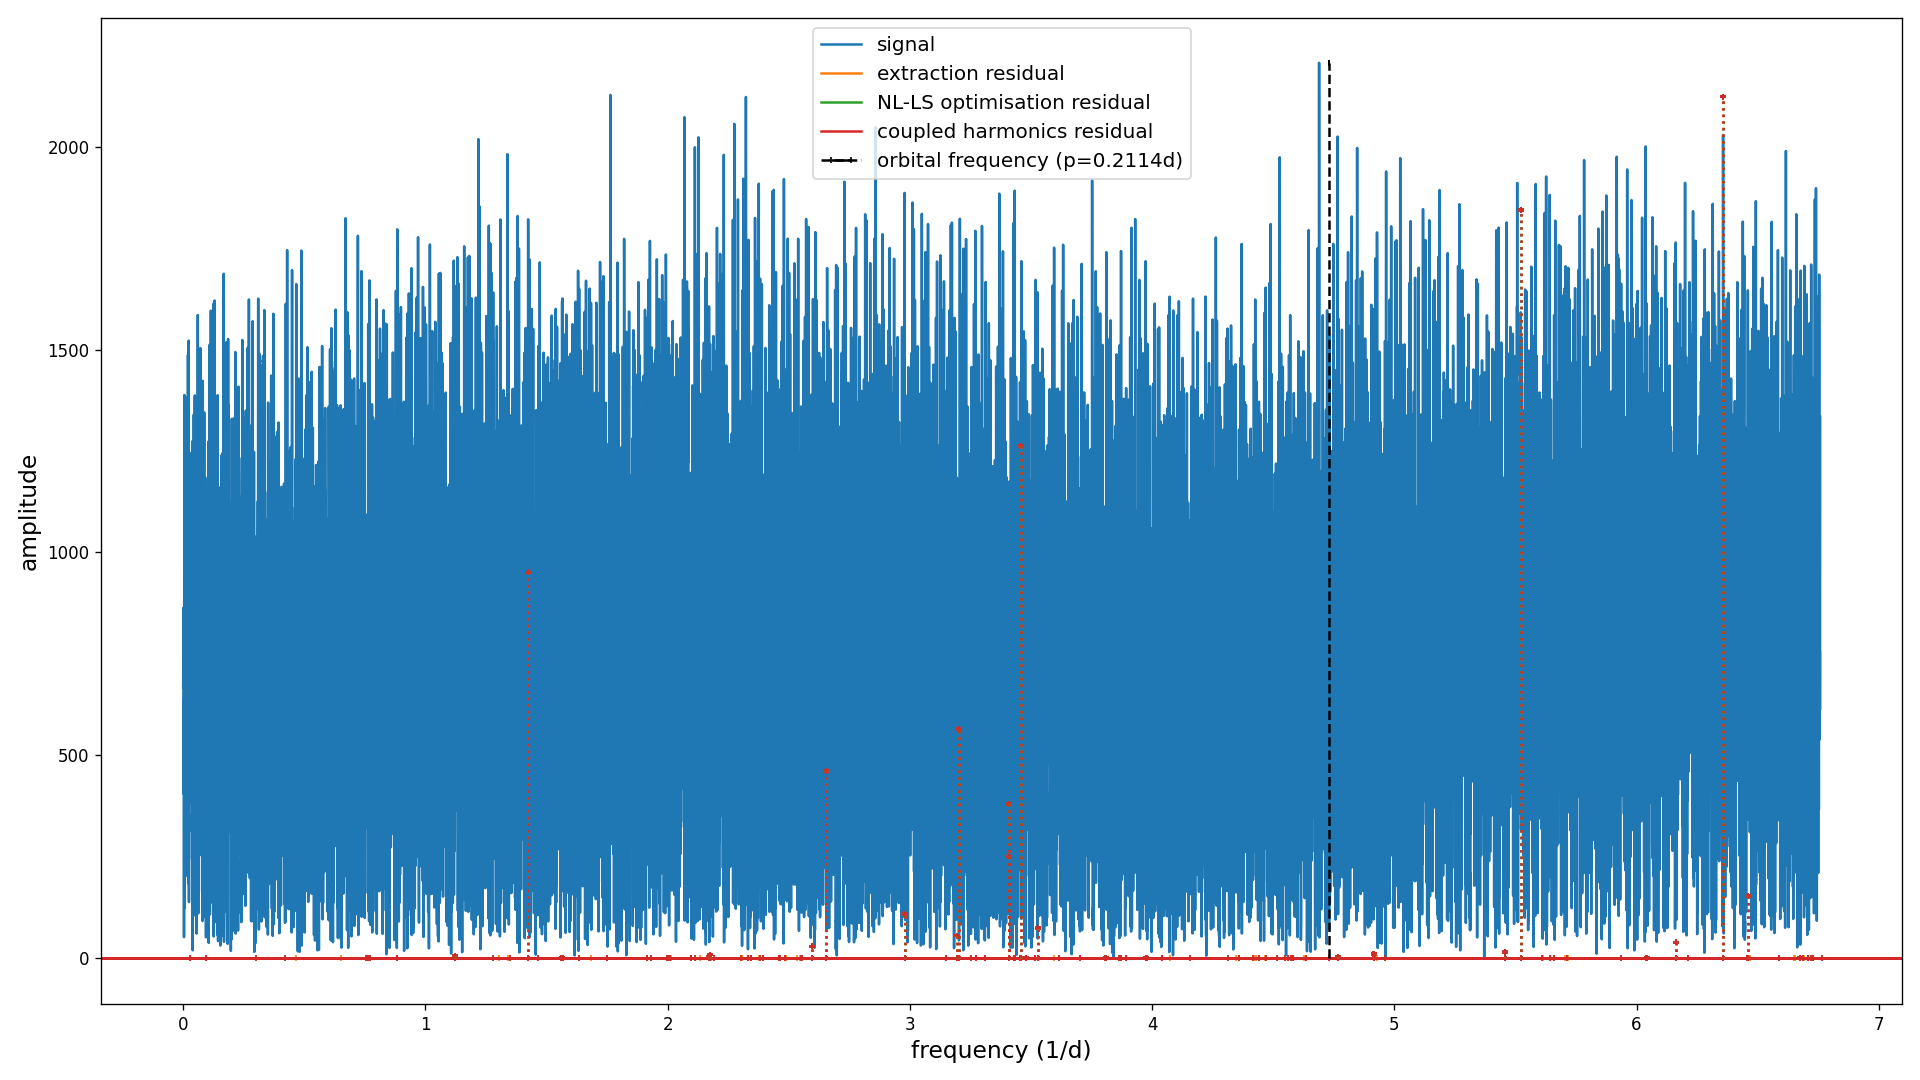 signal
extraction residual
NL-LS optimisation residual
coupled harmonics residual
orbital frequency (p=0.2114d)
2000
1500
1000
500
0
amplitude
0 1 2 3 4 5 6 7
frequency (1/d)